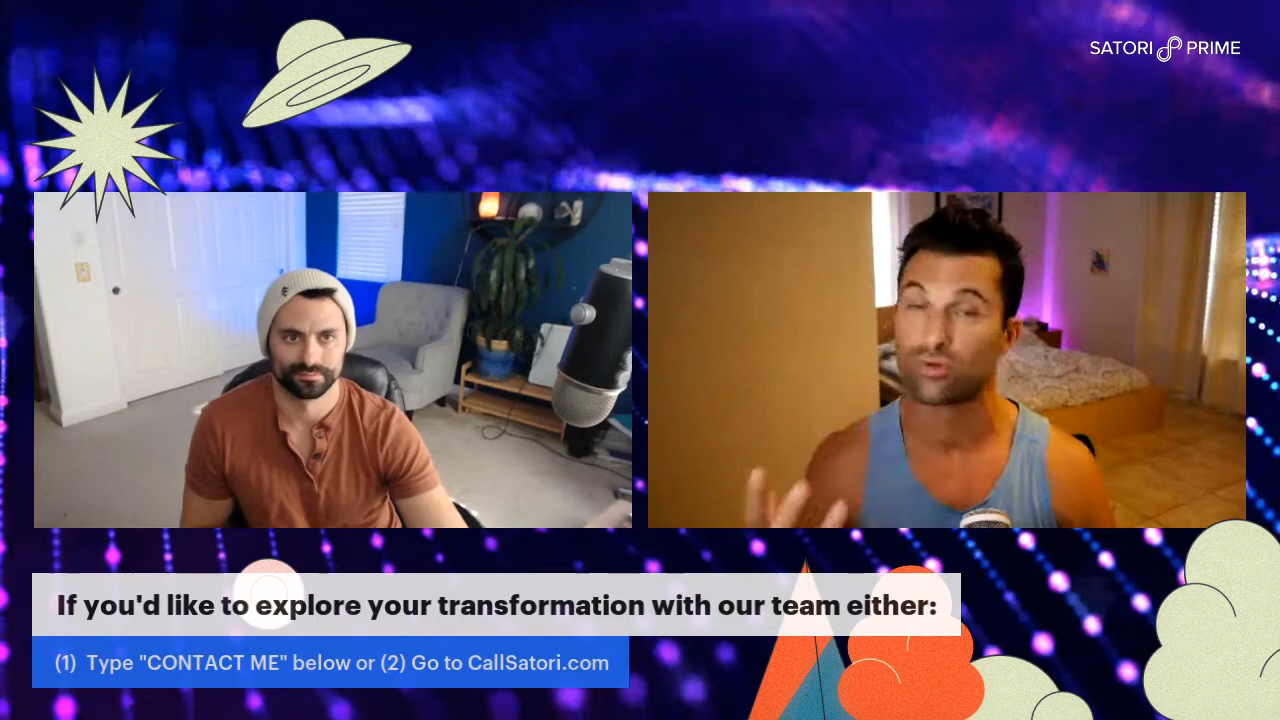 SATORI PRIME
If you'd like to explore your transformation with our team either:
(1) Type "CONTACT ME" below or (2) Go to CallSatori.com